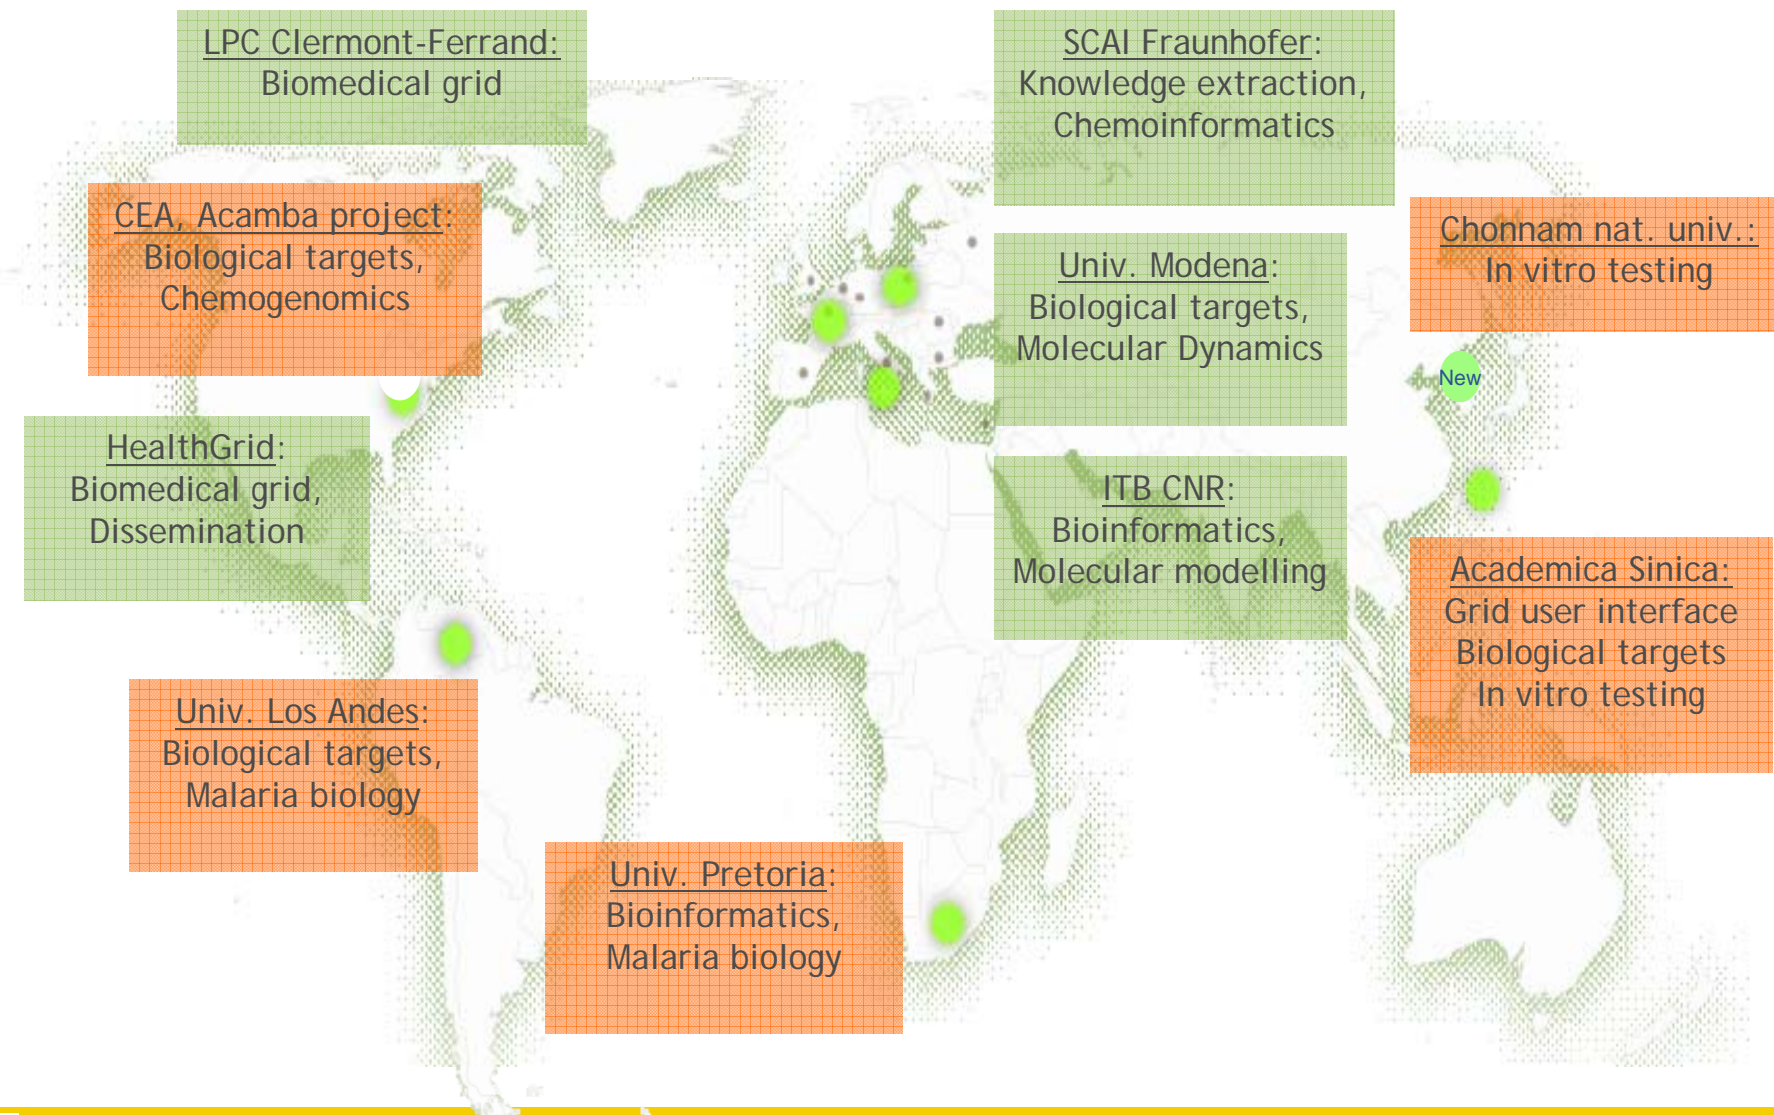 LPC Clermont-Ferrand:
Biomedical grid
SCAI Fraunhofer:
Knowledge extraction,
Chemoinformatics
CEA, Acamba project:
Biological targets,
Chemogenomics
Chonnam nat. univ.:
In vitro testing
Univ. Modena:
Biological targets,
Molecular Dynamics
New
HealthGrid:
Biomedical grid,
Dissemination
ITB CNR:
Bioinformatics,
Molecular modelling
Academica Sinica:
Grid user interface
Biological targets
In vitro testing
Univ. Los Andes:
Biological targets,
Malaria biology
Univ. Pretoria:
Bioinformatics,
Malaria biology